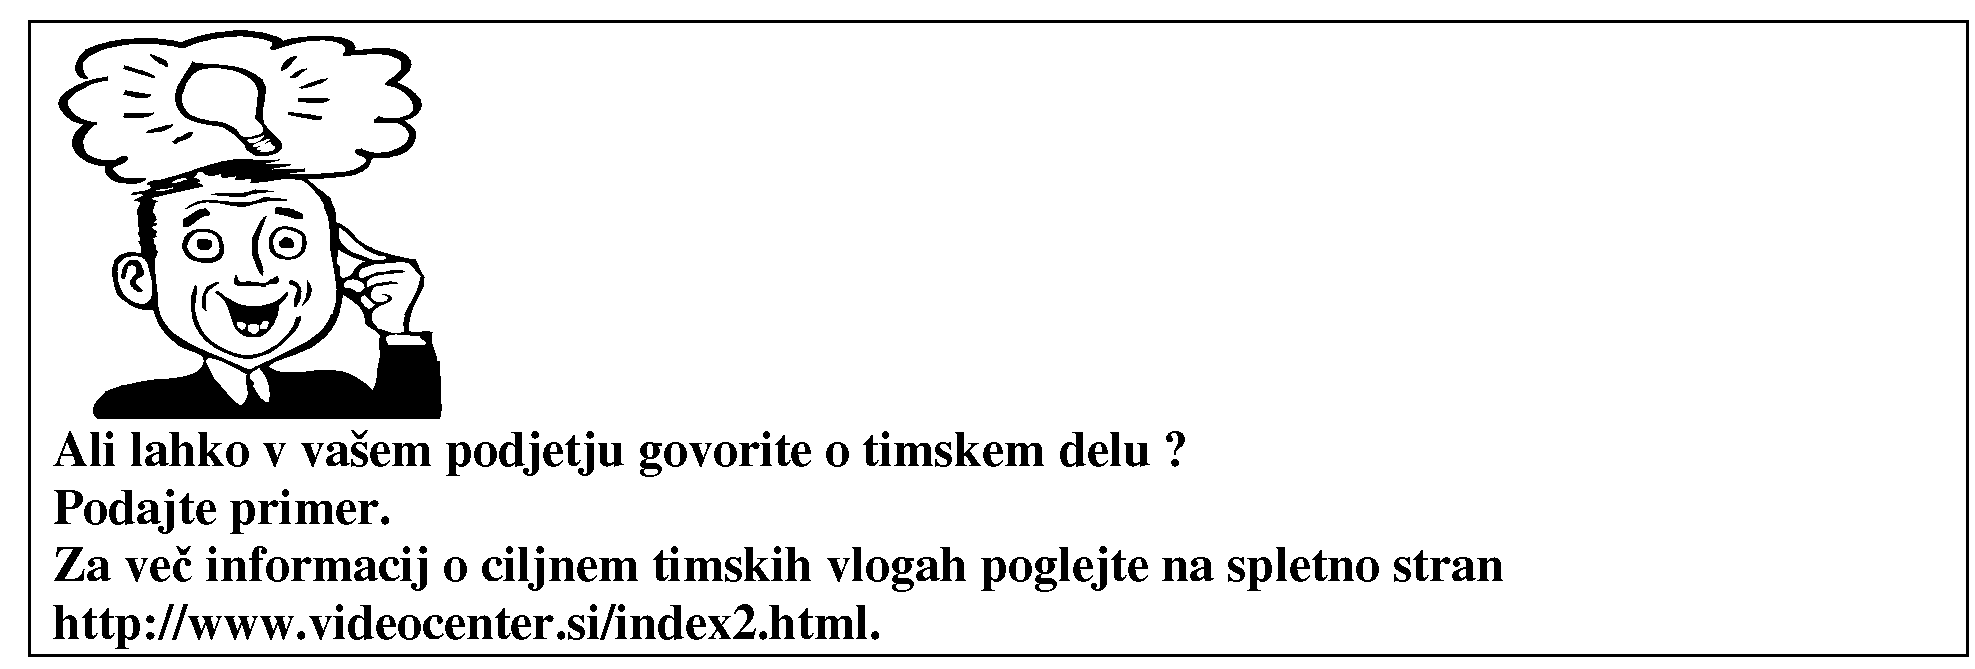 Ali lahko v vašem podjetju govorite o timskem delu ?
Podajte primer.
Za več informacij o ciljnem timskih vlogah poglejte na spletno stran
http://www.videocenter.si/index2.html.